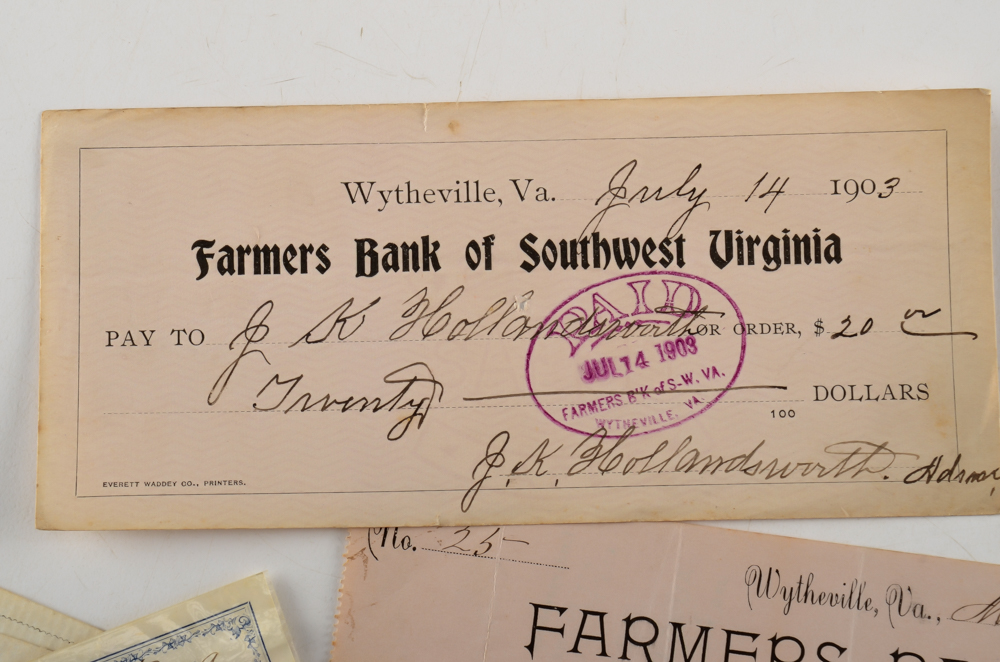 Wytheville, Va. July 14 1903
Farmers Bank of Southwest Virginia
PAY TO J K Hollandsworth OR ORDER, $ 20 00
Twenty DOLLARS
100
PAID
JUL 14 1903
FARMERS B'K of S-W. VA.
WYTHEVILLE, VA.
J. K. Hollandsworth. Admor,
EVERETT WADDEY CO., PRINTERS.
No. 25
Wytheville, Va.,
FARMERS